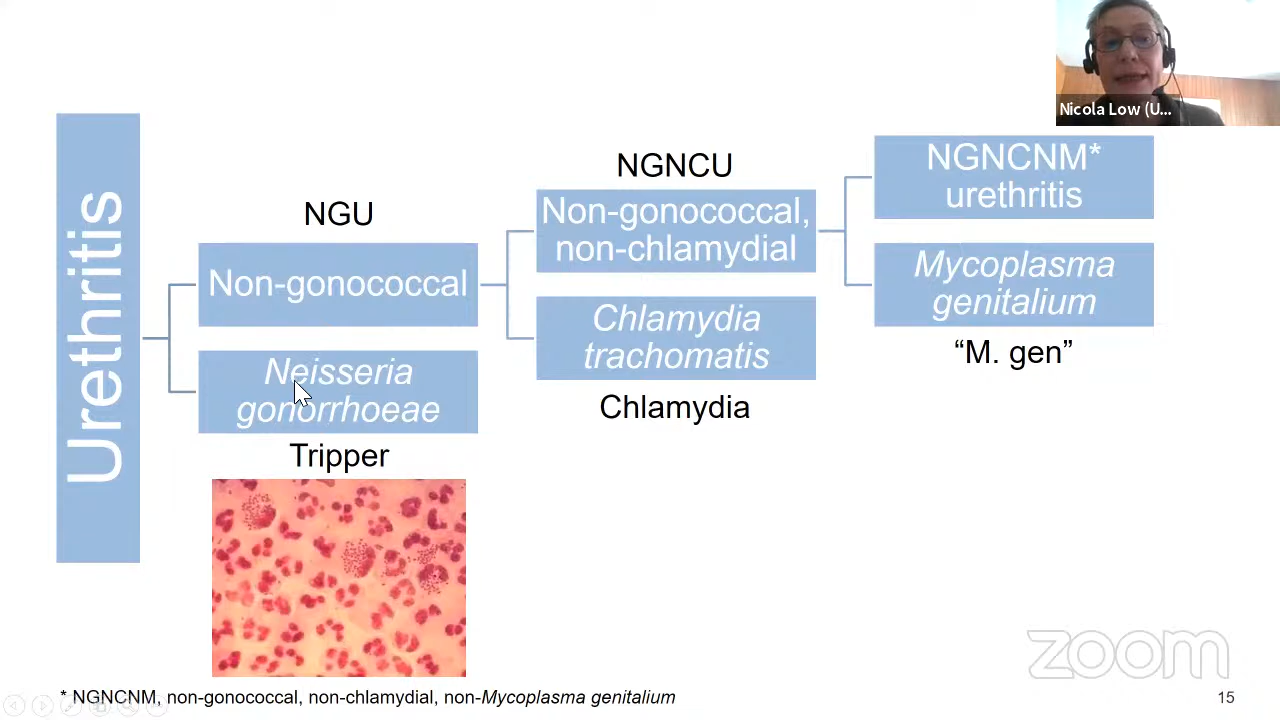 Nicola Low (U...
Urethritis
NGU
Non-gonococcal
Neisseria
gonorrhoeae
Tripper
NGNCU
Non-gonococcal,
non-chlamydial
Chlamydia
trachomatis
Chlamydia
NGNCNM*
urethritis
Mycoplasma
genitalium
“M. gen”
zoom
* NGNCNM, non-gonococcal, non-chlamydial, non-Mycoplasma genitalium
15